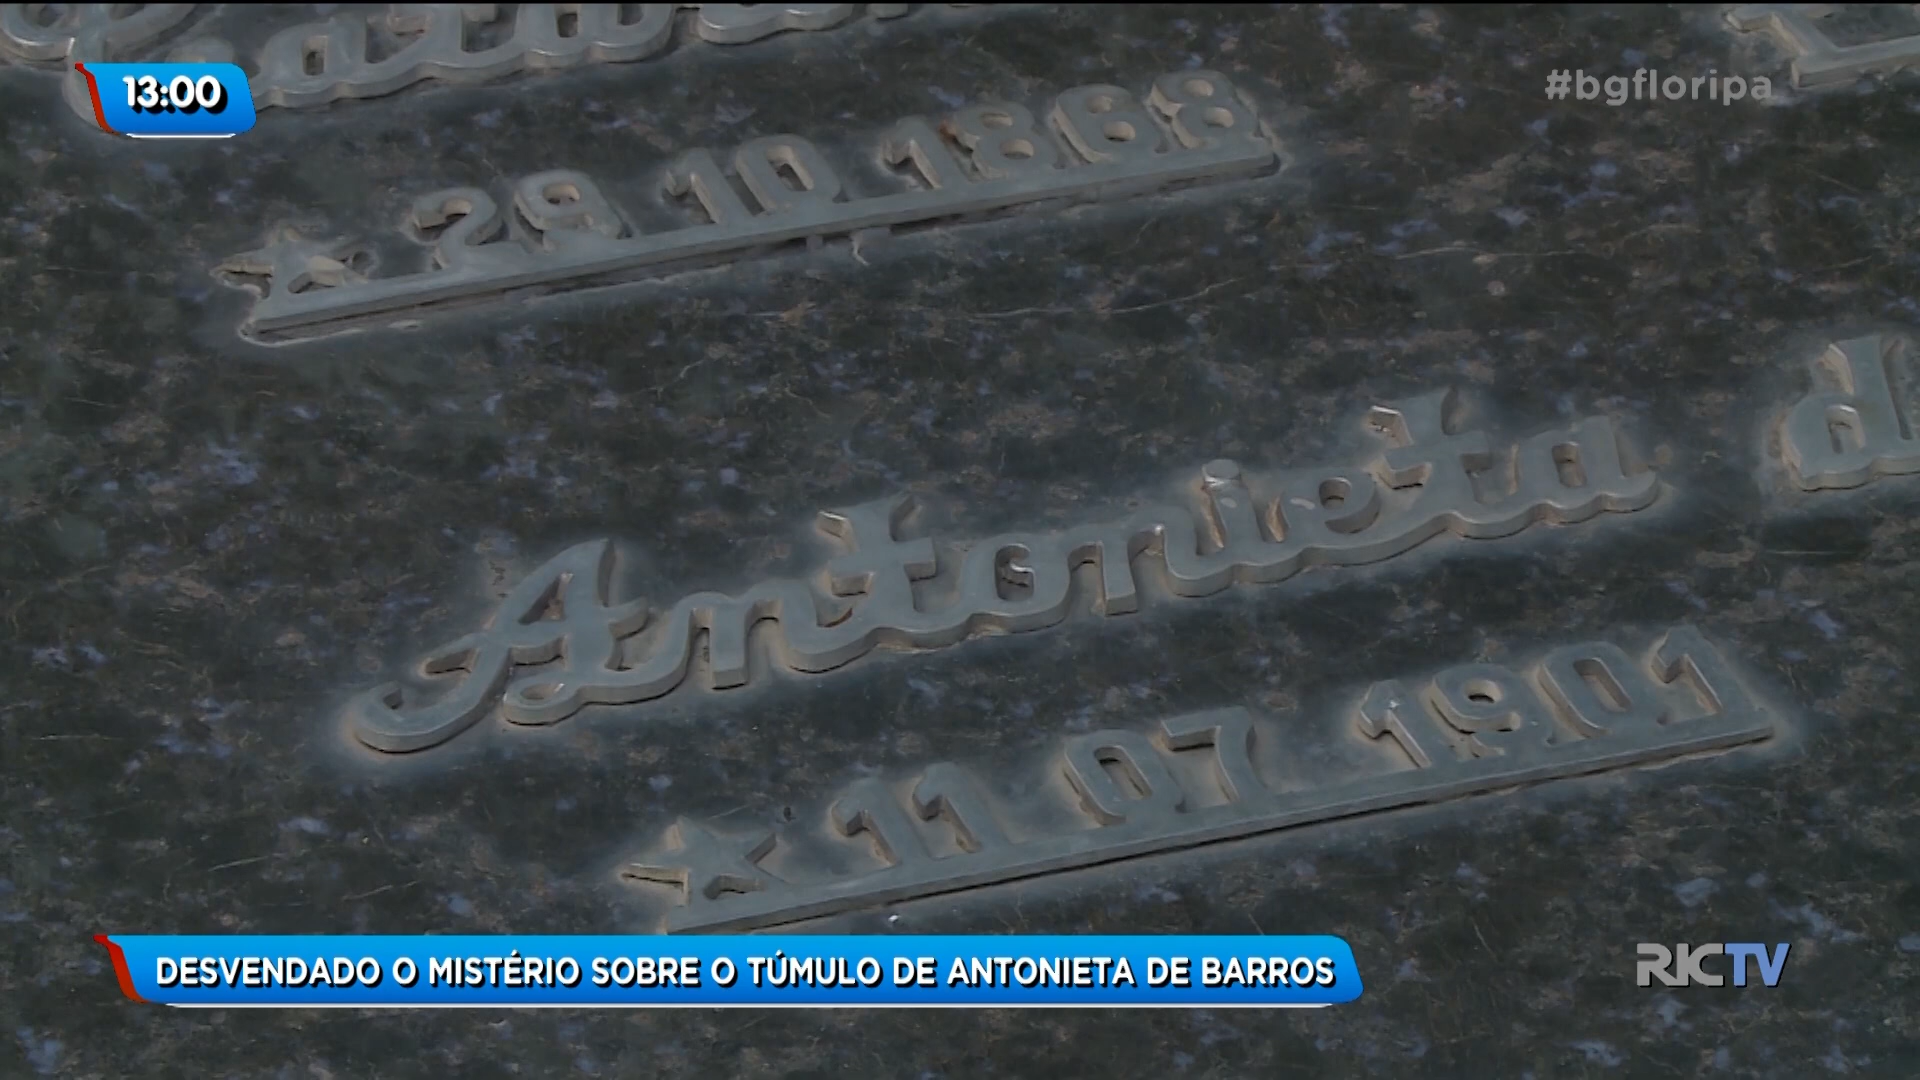 13:00
#bgfloripa
29 10 1868
Antonieta d
11 07 1901
DESVENDADO O MISTÉRIO SOBRE O TÚMULO DE ANTONIETA DE BARROS
RICTV